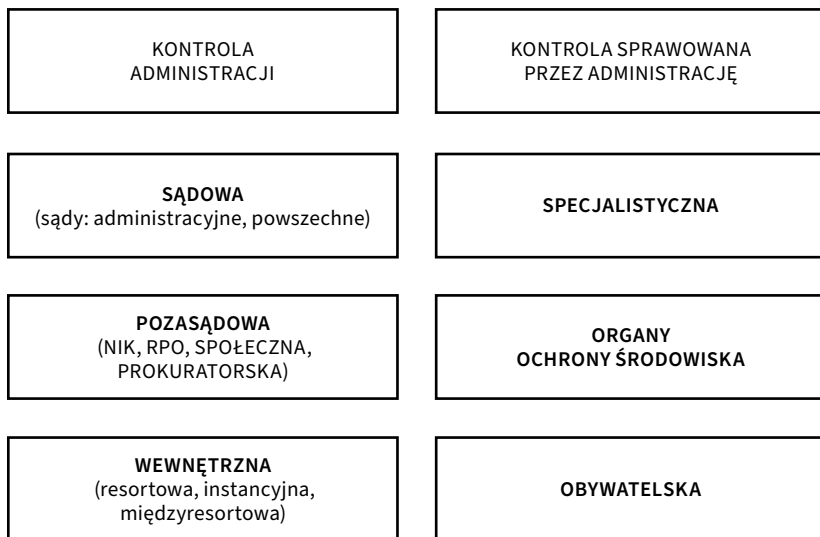 KONTROLA
ADMINISTRACJI
KONTROLA SPRAWOWANA
PRZEZ ADMINISTRACJĘ
SĄDOWA
(sądy: administracyjne, powszechne)
SPECJALISTYCZNA
POZASĄDOWA
(NIK, RPO, SPOŁECZNA,
PROKURATORSKA)
ORGANY
OCHRONY ŚRODOWISKA
WEWNĘTRZNA
(resortowa, instancyjna,
międzyresortowa)
OBYWATELSKA